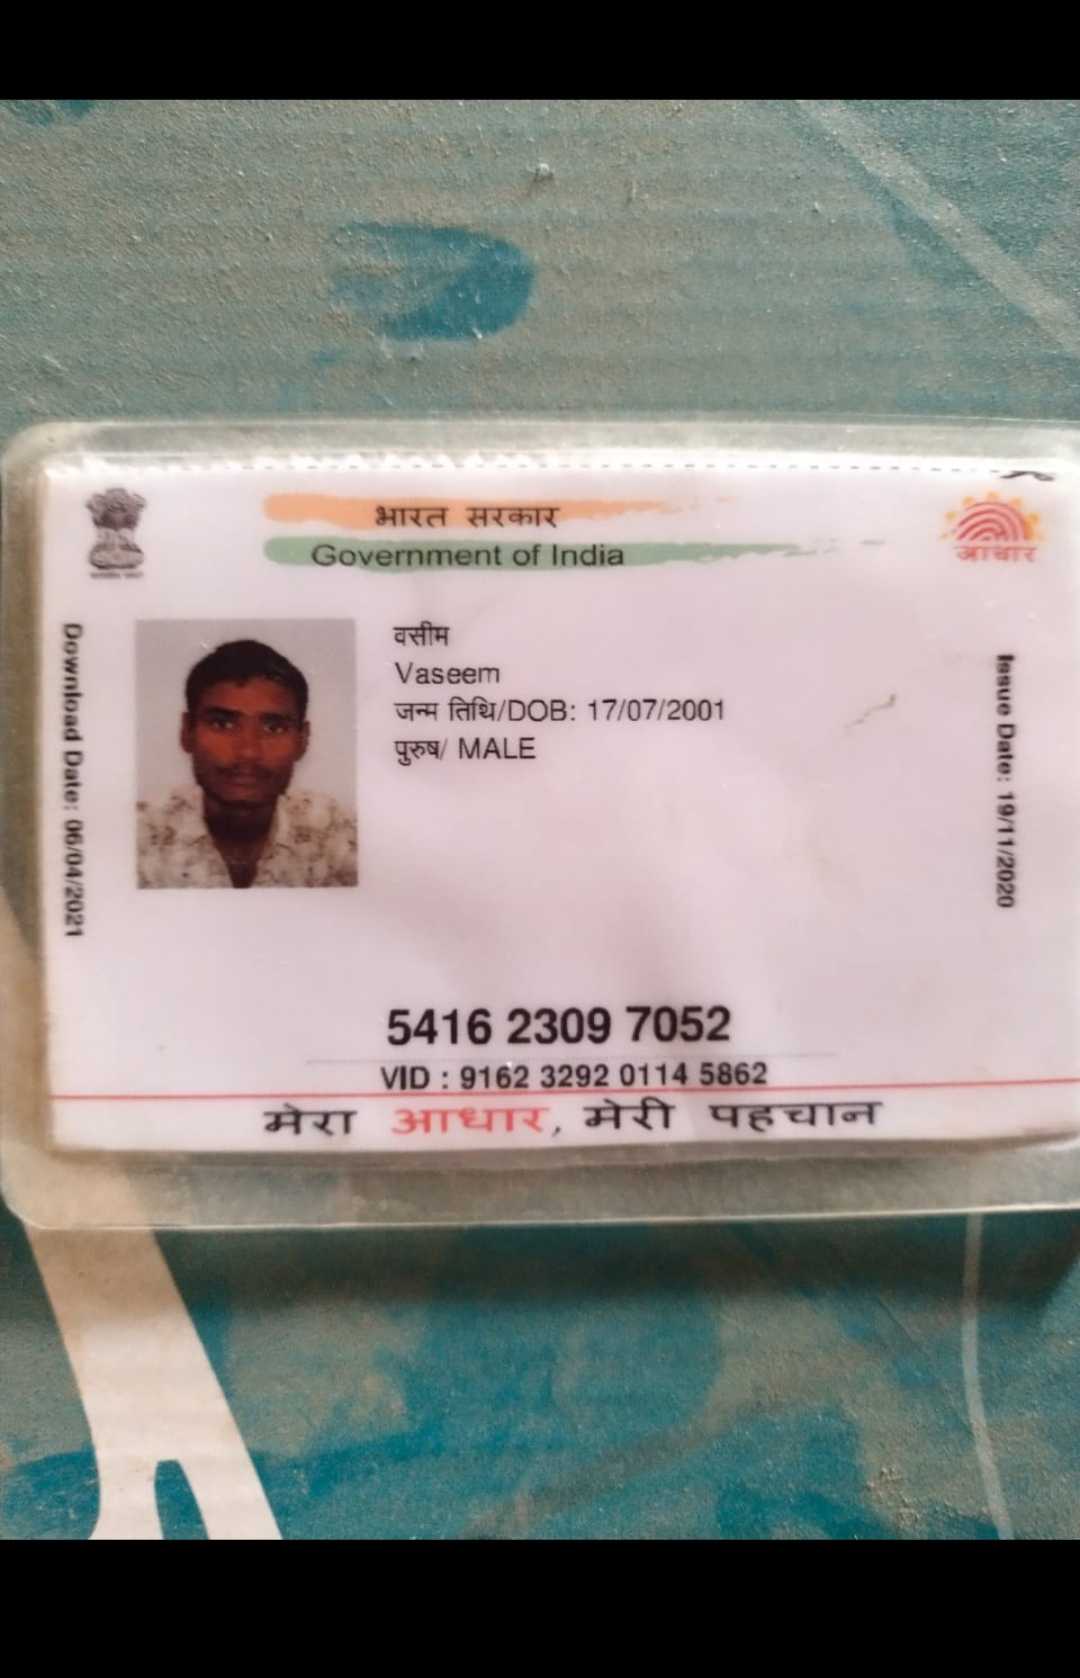 भारत सरकार
Government of India
आधार
Download Date: 06/04/2021
वसीम
Vaseem
जन्म तिथि/DOB: 17/07/2001
पुरुष/ MALE
Issue Date: 19/11/2020
5416 2309 7052
VID : 9162 3292 0114 5862
मेरा आधार, मेरी पहचान